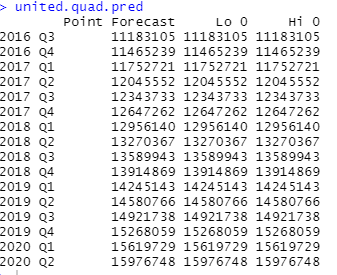 > united.quad.pred
Point Forecast Lo 0 Hi 0
2016 Q3 11183105 11183105 11183105
2016 Q4 11465239 11465239 11465239
2017 Q1 11752721 11752721 11752721
2017 Q2 12045552 12045552 12045552
2017 Q3 12343733 12343733 12343733
2017 Q4 12647262 12647262 12647262
2018 Q1 12956140 12956140 12956140
2018 Q2 13270367 13270367 13270367
2018 Q3 13589943 13589943 13589943
2018 Q4 13914869 13914869 13914869
2019 Q1 14245143 14245143 14245143
2019 Q2 14580766 14580766 14580766
2019 Q3 14921738 14921738 14921738
2019 Q4 15268059 15268059 15268059
2020 Q1 15619729 15619729 15619729
2020 Q2 15976748 15976748 15976748